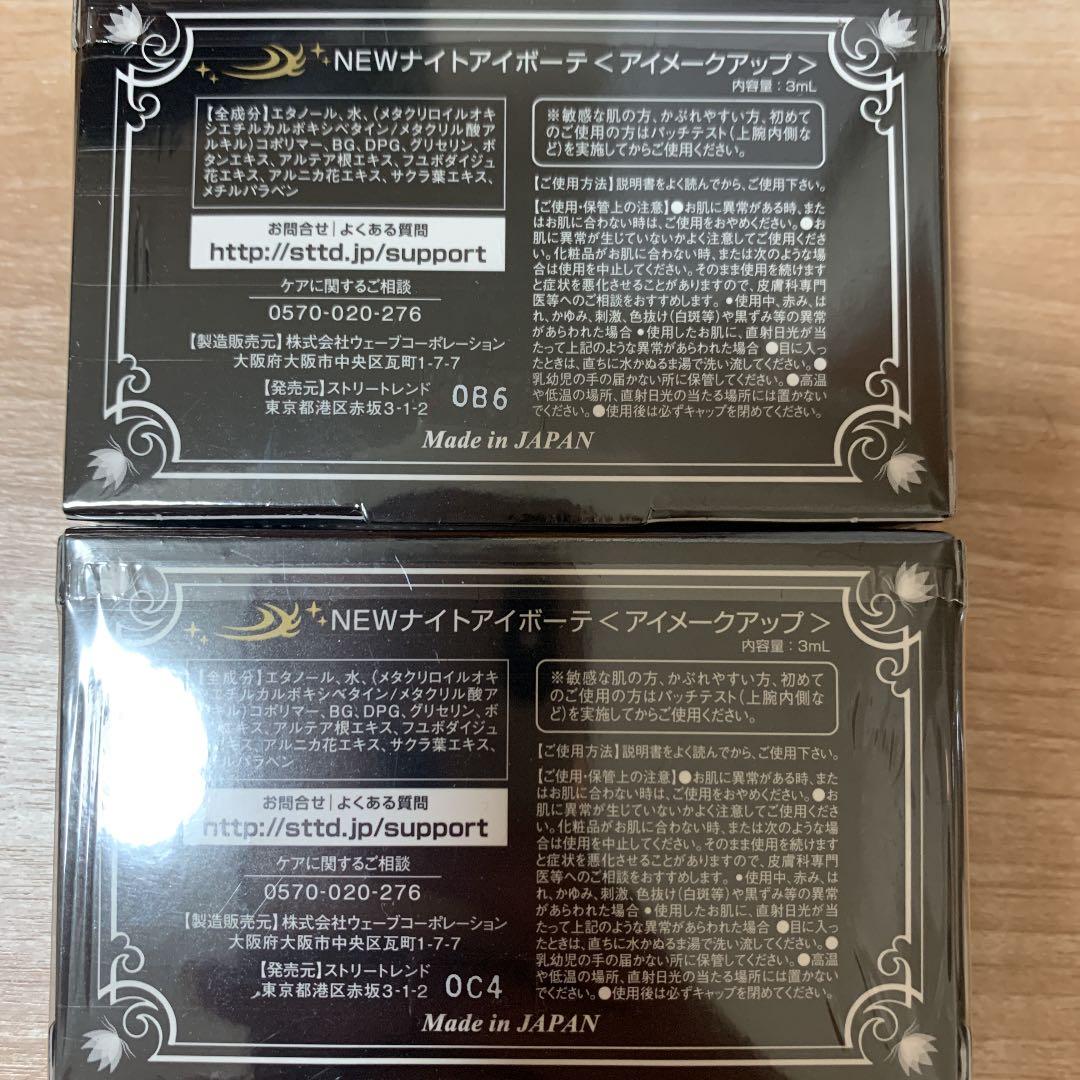 NEWナイトアイボーテ＜アイメークアップ＞
内容量：3mL
【全成分】エタノール、水、（メタクリロイルオキ
シエチルカルボキシベタイン/メタクリル酸ア
ルキル）コポリマー、BG、DPG、グリセリン、ボ
タンエキス、アルテア根エキス、フユボダイジュ
花エキス、アルニカ花エキス、サクラ葉エキス、
メチルパラベン
お問合せ｜よくある質問
http://sttd.jp/support
ケアに関するご相談
0570-020-276
【製造販売元】株式会社ウェーブコーポレーション
大阪府大阪市中央区瓦町1-7-7
【発売元】ストリートレンド
東京都港区赤坂3-1-2
0B6
※敏感な肌の方、かぶれやすい方、初めて
のご使用の方はパッチテスト（上腕内側な
ど）を実施してからご使用ください。
【ご使用方法】説明書をよく読んでから、ご使用下さい。
【ご使用・保管上の注意】●お肌に異常がある時、また
はお肌に合わない時は、ご使用をおやめください。●お
肌に異常が生じていないかよく注意してご使用くださ
い。化粧品がお肌に合わない時、または次のような場
合は使用を中止してください。そのまま使用を続けます
と症状を悪化させることがありますので、皮膚科専門
医等へのご相談をおすすめします。•使用中、赤み、は
れ、かゆみ、刺激、色抜け（白斑等）や黒ずみ等の異常
があらわれた場合•使用したお肌に、直射日光が当
たって上記のような異常があらわれた場合●目に入っ
たときは、直ちに水かぬるま湯で洗い流してください。●
乳幼児の手の届かない所に保管してください。●高温
や低温の場所、直射日光の当たる場所には置かない
でください。●使用後は必ずキャップを閉めてください。
Made in JAPAN
NEWナイトアイボーテ＜アイメークアップ＞
内容量：3mL
【全成分】エタノール、水、（メタクリロイルオキ
エチルカルボキシベタイン/メタクリル酸ア
キル）コポリマー、BG、DPG、グリセリン、ボ
エキス、アルテア根エキス、フユボダイジュ
キス、アルニカ花エキス、サクラ葉エキス、
ルパラベン
お問合せ｜よくある質問
http://sttd.jp/support
ケアに関するご相談
0570-020-276
【製造販売元】株式会社ウェーブコーポレーション
大阪府大阪市中央区瓦町1-7-7
【発売元】ストリートレンド
東京都港区赤坂3-1-2
0C4
※敏感な肌の方、かぶれやすい方、初めて
のご使用の方はパッチテスト（上腕内側な
ど）を実施してからご使用ください。
【ご使用方法】説明書をよく読んでから、ご使用下さい。
【ご使用・保管上の注意】●お肌に異常がある時、また
はお肌に合わない時は、ご使用をおやめください。●お
肌に異常が生じていないかよく注意してご使用くださ
い。化粧品がお肌に合わない時、または次のような場
合は使用を中止してください。そのまま使用を続けます
と症状を悪化させることがありますので、皮膚科専門
医等へのご相談をおすすめします。•使用中、赤み、は
れ、かゆみ、刺激、色抜け（白斑等）や黒ずみ等の異常
があらわれた場合•使用したお肌に、直射日光が当
たって上記のような異常があらわれた場合●目に入っ
たときは、直ちに水かぬるま湯で洗い流してください。●
乳幼児の手の届かない所に保管してください。●高温
や低温の場所、直射日光の当たる場所には置かない
でください。●使用後は必ずキャップを閉めてください。
Made in JAPAN